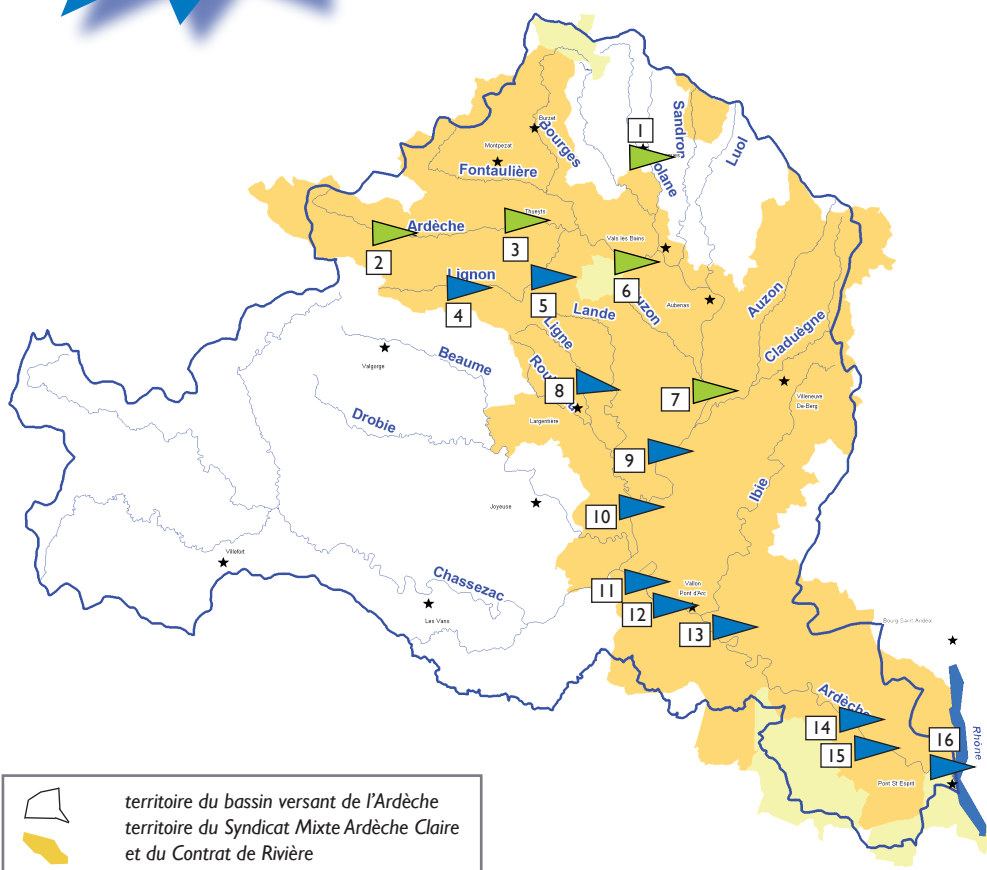 Sandron
Luol
1
Volane
Burzet
Bourges
Montpezat
Fontaulière
Ardèche
Thueyts
2
3
Vals les Bains
Lignon
4
5
6
Auzon
Aubenas
Lande
Ligne
Auzon
Claduègne
Beaume
Valgorge
8
7
Villeneuve
De-Berg
Largentière
Drobie
9
Ibie
Joyeuse
10
Villefort
Chassezac
Les Vans
11
12
Vallon
Pont d'Arc
13
Bourg Saint-Andéol
Ardèche
14
15
16
Rhône
Pont St Esprit
territoire du bassin versant de l'Ardèche
territoire du Syndicat Mixte Ardèche Claire
et du Contrat de Rivière